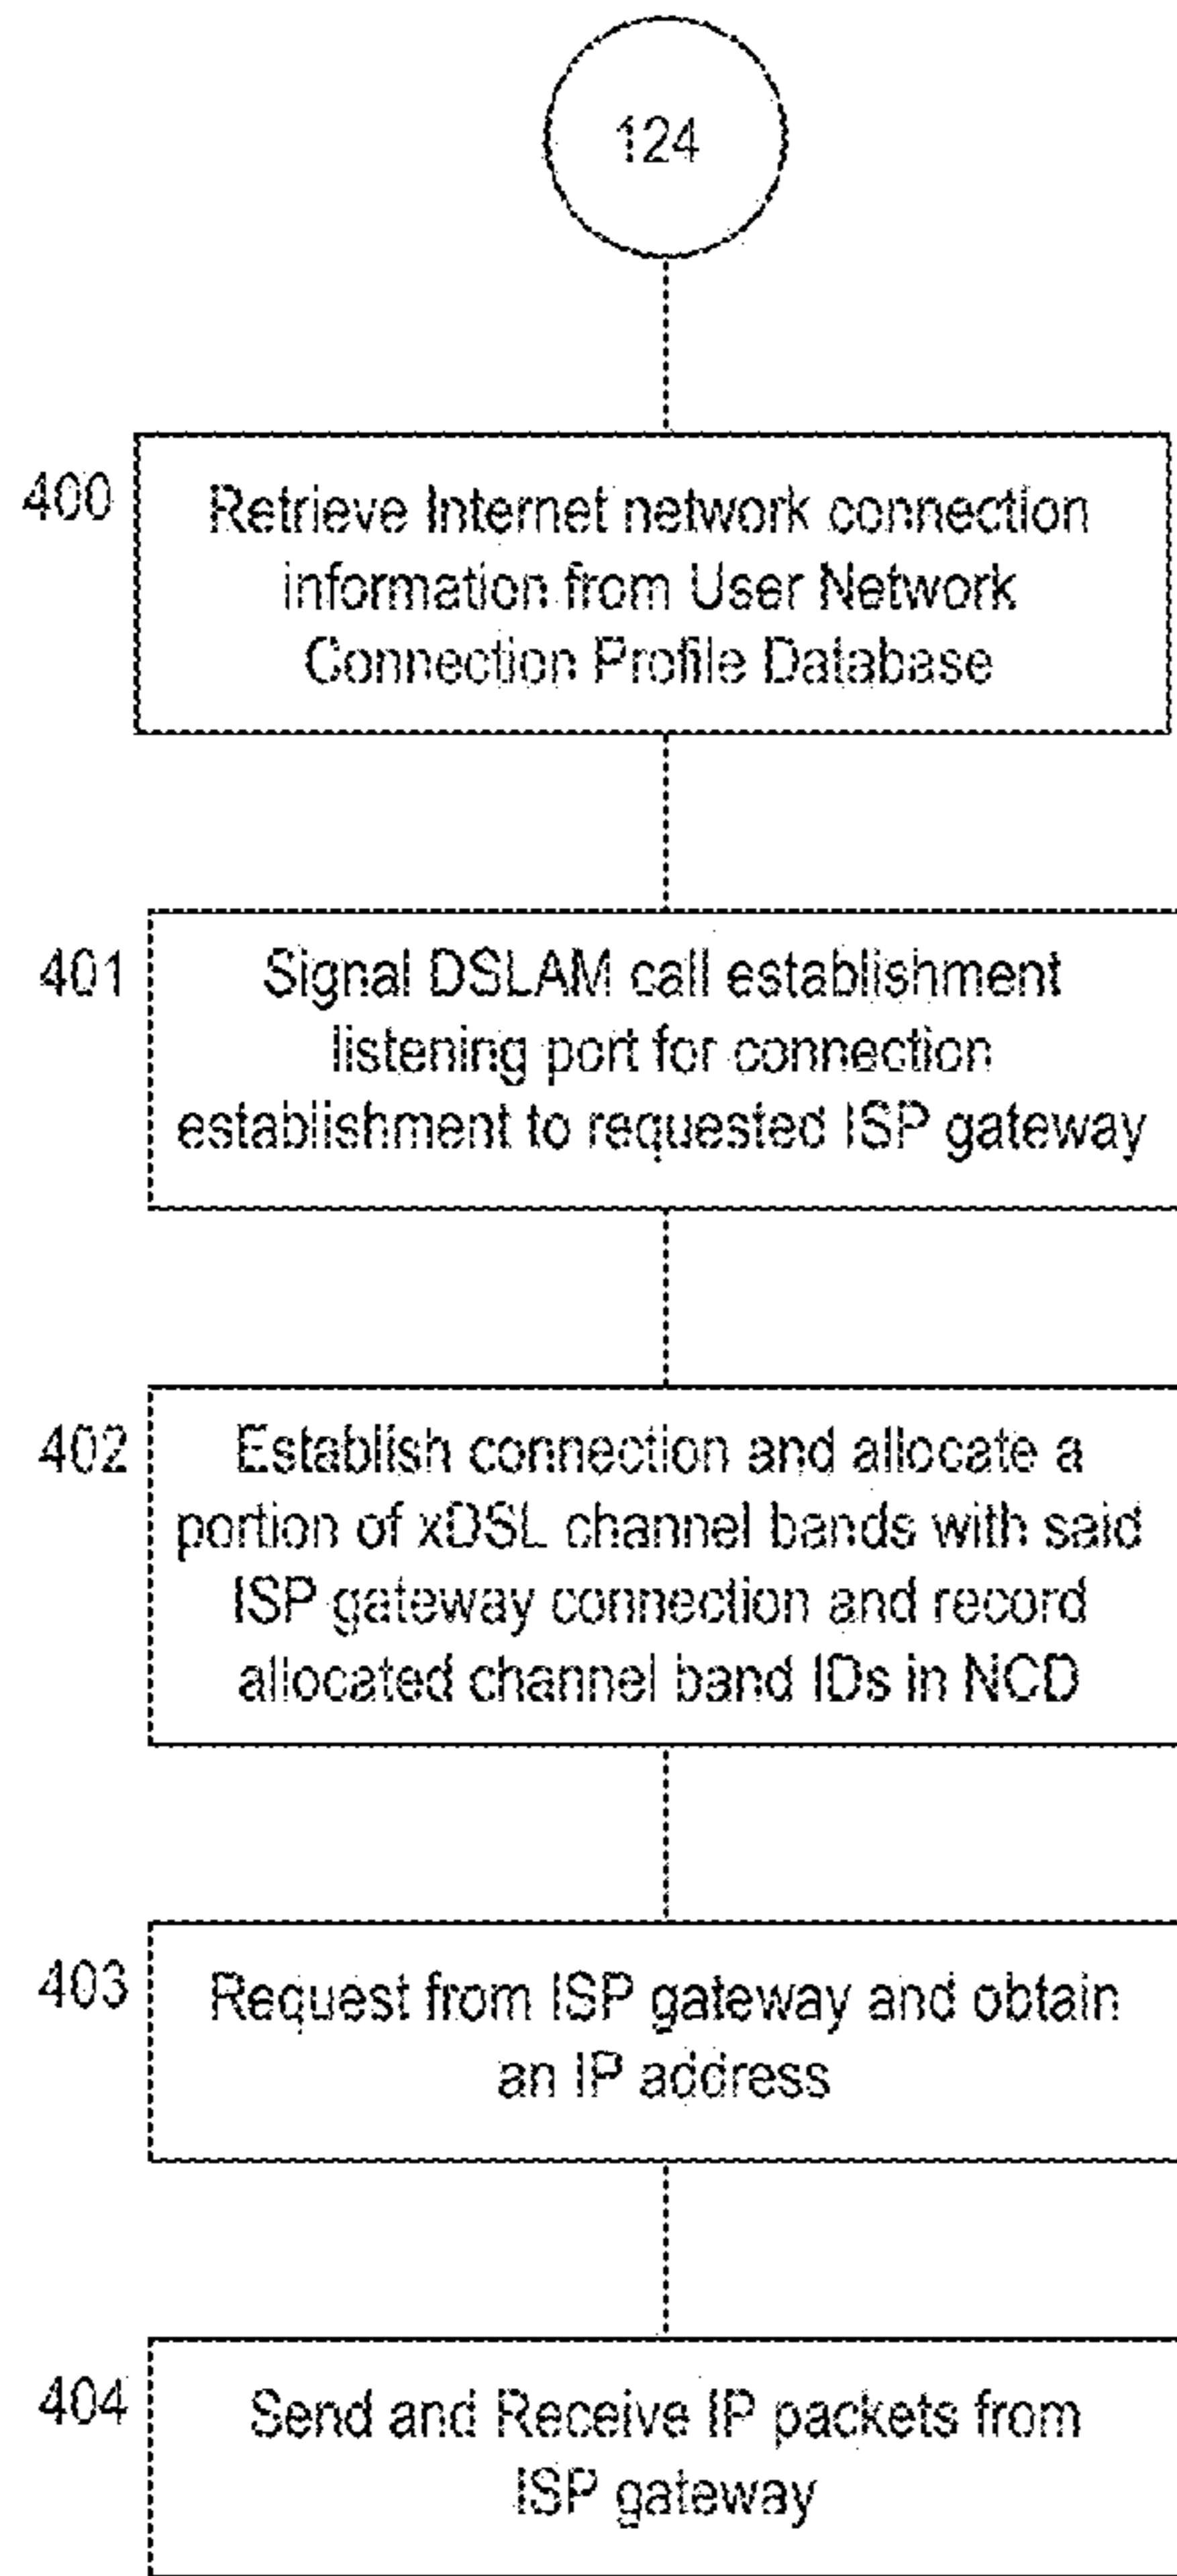 124
400
Retrieve Internet network connection
information from User Network
Connection Profile Database
401
Signal DSLAM call establishment
listening port for connection
establishment to requested ISP gateway
402
Establish connection and allocate a
portion of xDSL channel bands with said
ISP gateway connection and record
allocated channel band IDs in NCD
403
Request from ISP gateway and obtain
an IP address
404
Send and Receive IP packets from
ISP gateway